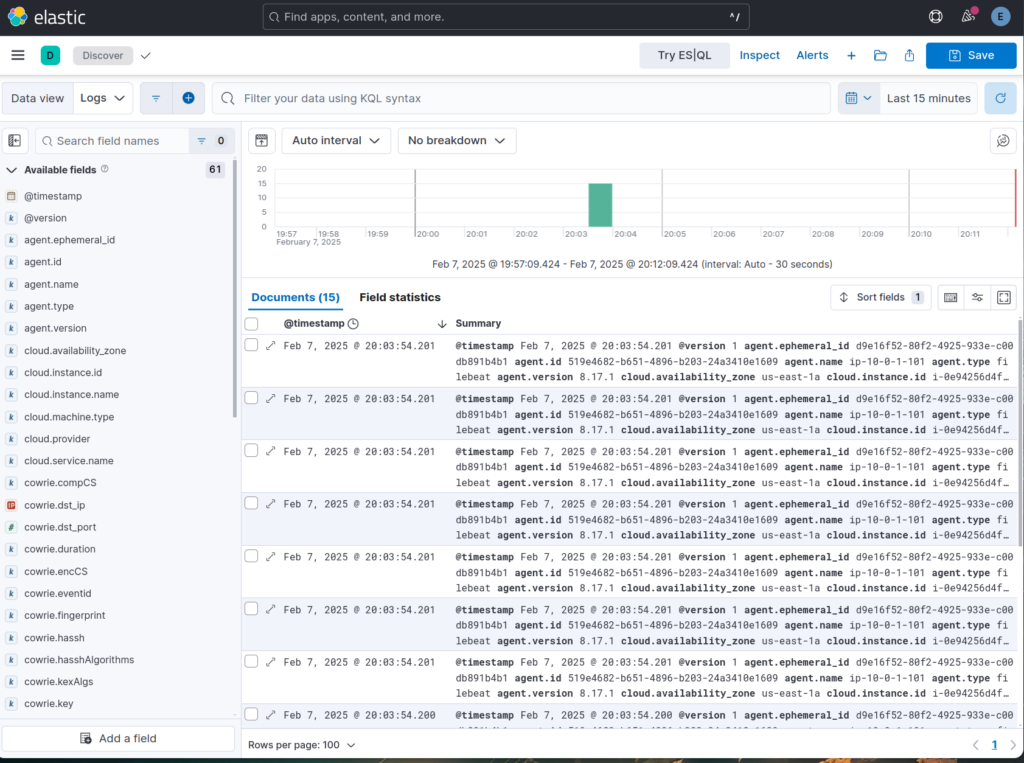 elastic
Find apps, content, and more.
^/
E
D
Discover
Try ES|QL
Inspect
Alerts
Save
Data view
Logs
Filter your data using KQL syntax
Last 15 minutes
Search field names
0
Available fields
61
@timestamp
@version
agent.ephemeral_id
agent.id
agent.name
agent.type
agent.version
cloud.availability_zone
cloud.instance.id
cloud.instance.name
cloud.machine.type
cloud.provider
cloud.service.name
cowrie.compCS
cowrie.dst_ip
cowrie.dst_port
cowrie.duration
cowrie.encCS
cowrie.eventid
cowrie.fingerprint
cowrie.hassh
cowrie.hasshAlgorithms
cowrie.kexAlgs
cowrie.key
Add a field
Auto interval
No breakdown
20
15
10
5
0
19:57 19:58 19:59 20:00 20:01 20:02 20:03 20:04 20:05 20:06 20:07 20:08 20:09 20:10 20:11
February 7, 2025
Feb 7, 2025 @ 19:57:09.424 - Feb 7, 2025 @ 20:12:09.424 (interval: Auto - 30 seconds)
Documents (15)
Field statistics
Sort fields 1
@timestamp
Summary
Feb 7, 2025 @ 20:03:54.201 @timestamp Feb 7, 2025 @ 20:03:54.201 @version 1 agent.ephemeral_id d9e16f52-80f2-4925-933e-c00
db891b4b1 agent.id 519e4682-b651-4896-b203-24a3410e1609 agent.name ip-10-0-1-101 agent.type fi
lebeat agent.version 8.17.1 cloud.availability_zone us-east-1a cloud.instance.id i-0e94256d4f…
Feb 7, 2025 @ 20:03:54.201 @timestamp Feb 7, 2025 @ 20:03:54.201 @version 1 agent.ephemeral_id d9e16f52-80f2-4925-933e-c00
db891b4b1 agent.id 519e4682-b651-4896-b203-24a3410e1609 agent.name ip-10-0-1-101 agent.type fi
lebeat agent.version 8.17.1 cloud.availability_zone us-east-1a cloud.instance.id i-0e94256d4f…
Feb 7, 2025 @ 20:03:54.201 @timestamp Feb 7, 2025 @ 20:03:54.201 @version 1 agent.ephemeral_id d9e16f52-80f2-4925-933e-c00
db891b4b1 agent.id 519e4682-b651-4896-b203-24a3410e1609 agent.name ip-10-0-1-101 agent.type fi
lebeat agent.version 8.17.1 cloud.availability_zone us-east-1a cloud.instance.id i-0e94256d4f…
Feb 7, 2025 @ 20:03:54.201 @timestamp Feb 7, 2025 @ 20:03:54.201 @version 1 agent.ephemeral_id d9e16f52-80f2-4925-933e-c00
db891b4b1 agent.id 519e4682-b651-4896-b203-24a3410e1609 agent.name ip-10-0-1-101 agent.type fi
lebeat agent.version 8.17.1 cloud.availability_zone us-east-1a cloud.instance.id i-0e94256d4f…
Feb 7, 2025 @ 20:03:54.201 @timestamp Feb 7, 2025 @ 20:03:54.201 @version 1 agent.ephemeral_id d9e16f52-80f2-4925-933e-c00
db891b4b1 agent.id 519e4682-b651-4896-b203-24a3410e1609 agent.name ip-10-0-1-101 agent.type fi
lebeat agent.version 8.17.1 cloud.availability_zone us-east-1a cloud.instance.id i-0e94256d4f…
Feb 7, 2025 @ 20:03:54.201 @timestamp Feb 7, 2025 @ 20:03:54.201 @version 1 agent.ephemeral_id d9e16f52-80f2-4925-933e-c00
db891b4b1 agent.id 519e4682-b651-4896-b203-24a3410e1609 agent.name ip-10-0-1-101 agent.type fi
lebeat agent.version 8.17.1 cloud.availability_zone us-east-1a cloud.instance.id i-0e94256d4f…
Feb 7, 2025 @ 20:03:54.201 @timestamp Feb 7, 2025 @ 20:03:54.201 @version 1 agent.ephemeral_id d9e16f52-80f2-4925-933e-c00
db891b4b1 agent.id 519e4682-b651-4896-b203-24a3410e1609 agent.name ip-10-0-1-101 agent.type fi
lebeat agent.version 8.17.1 cloud.availability_zone us-east-1a cloud.instance.id i-0e94256d4f…
Feb 7, 2025 @ 20:03:54.200 @timestamp Feb 7, 2025 @ 20:03:54.200 @version 1 agent.ephemeral_id d9e16f52-80f2-4925-933e-c00
Rows per page: 100
1